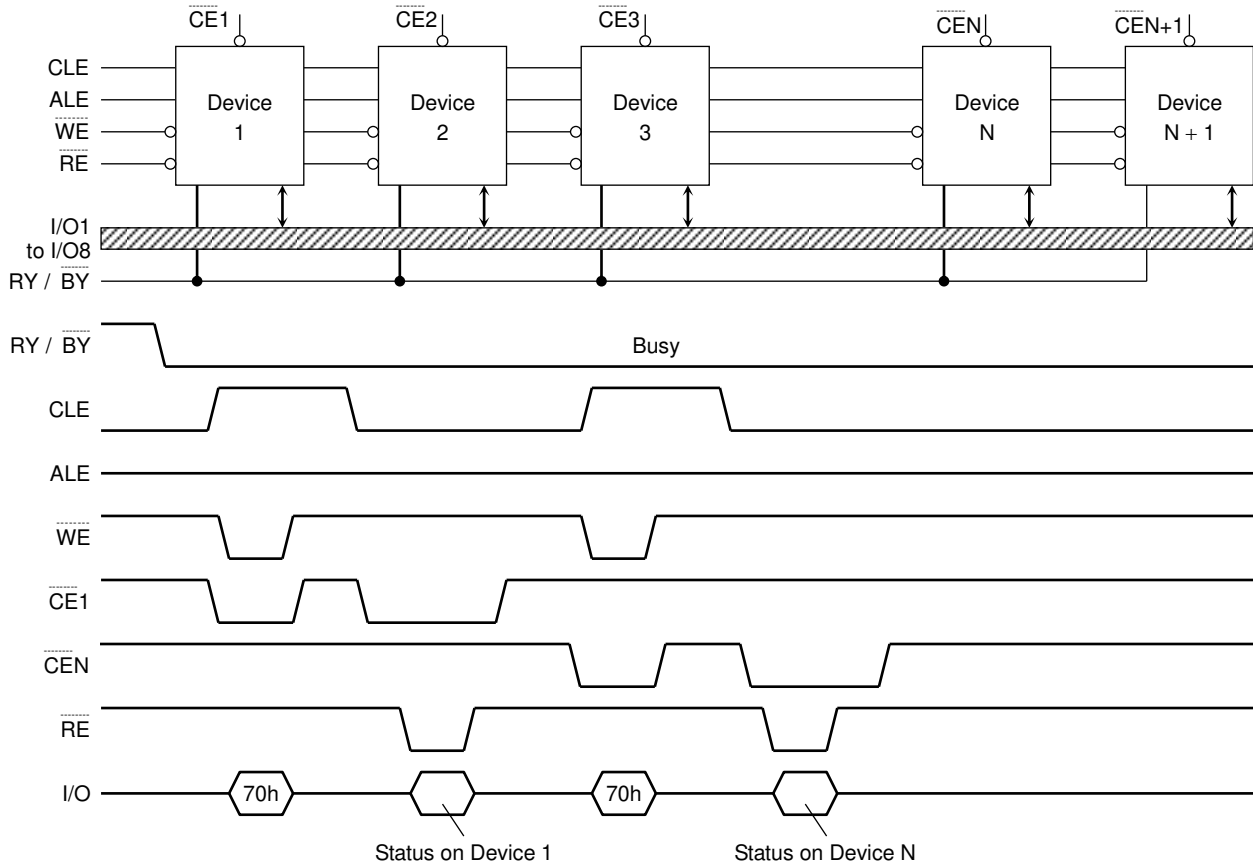 CE1 CE2 CE3 CEN CEN+1
CLE
ALE
WE
RE
Device 1
Device 2
Device 3
Device N
Device N + 1
I/O1 to I/O8
RY / BY
RY / BY
Busy
CLE
ALE
WE
CE1
CEN
RE
I/O
70h
70h
Status on Device 1
Status on Device N